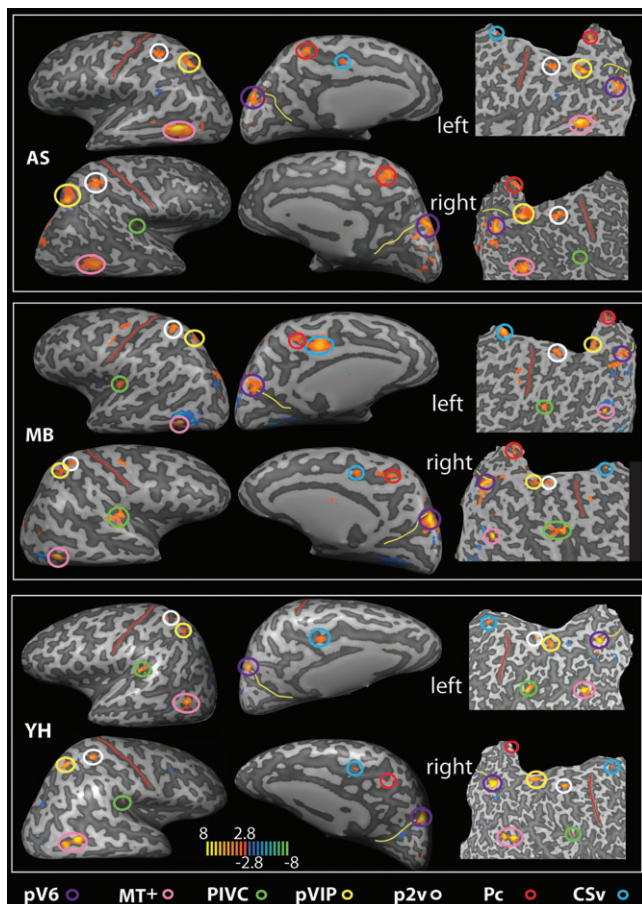 left
AS
right
left
MB
right
left
YH
right
8 2.8
-2.8 -8
pV6 MT+ PIVC pVIP p2v Pc CSv